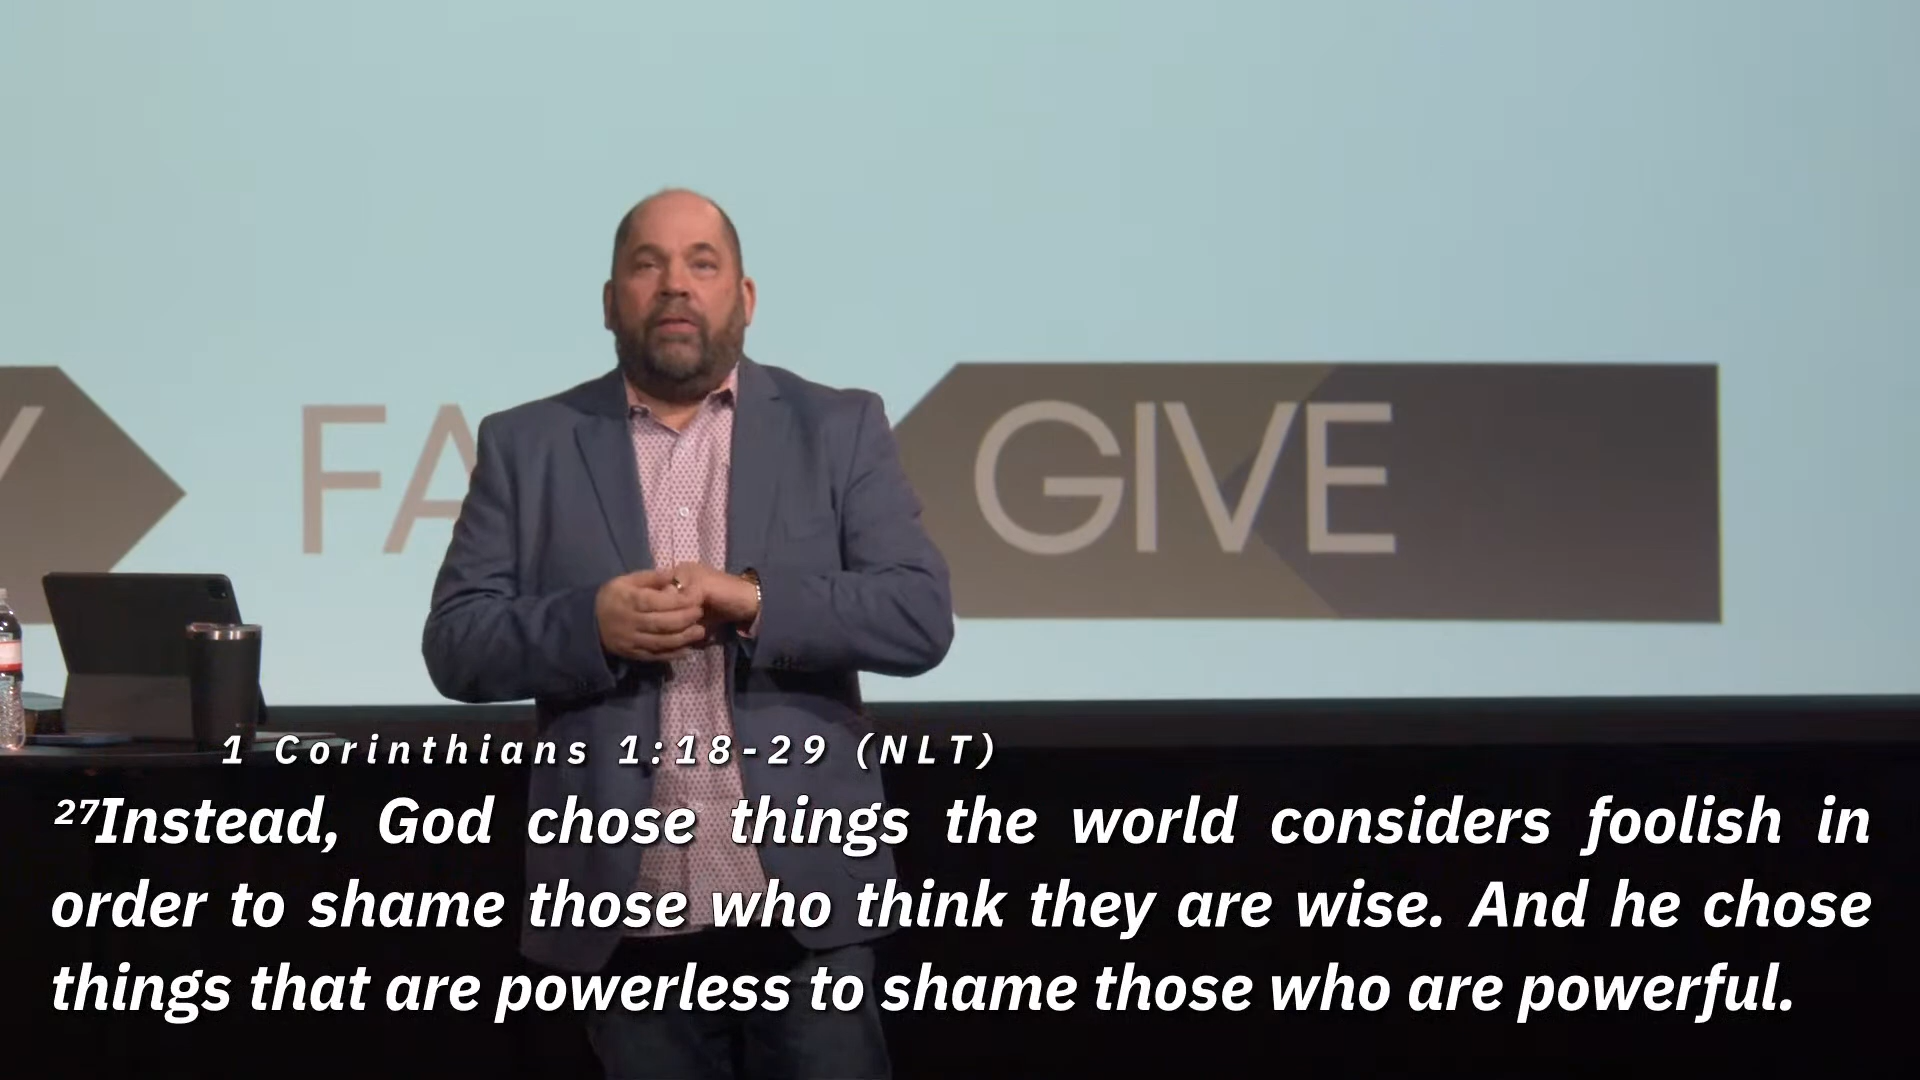 Y FA GIVE
1 Corinthians 1:18-29 (NLT)
27Instead, God chose things the world considers foolish in
order to shame those who think they are wise. And he chose
things that are powerless to shame those who are powerful.